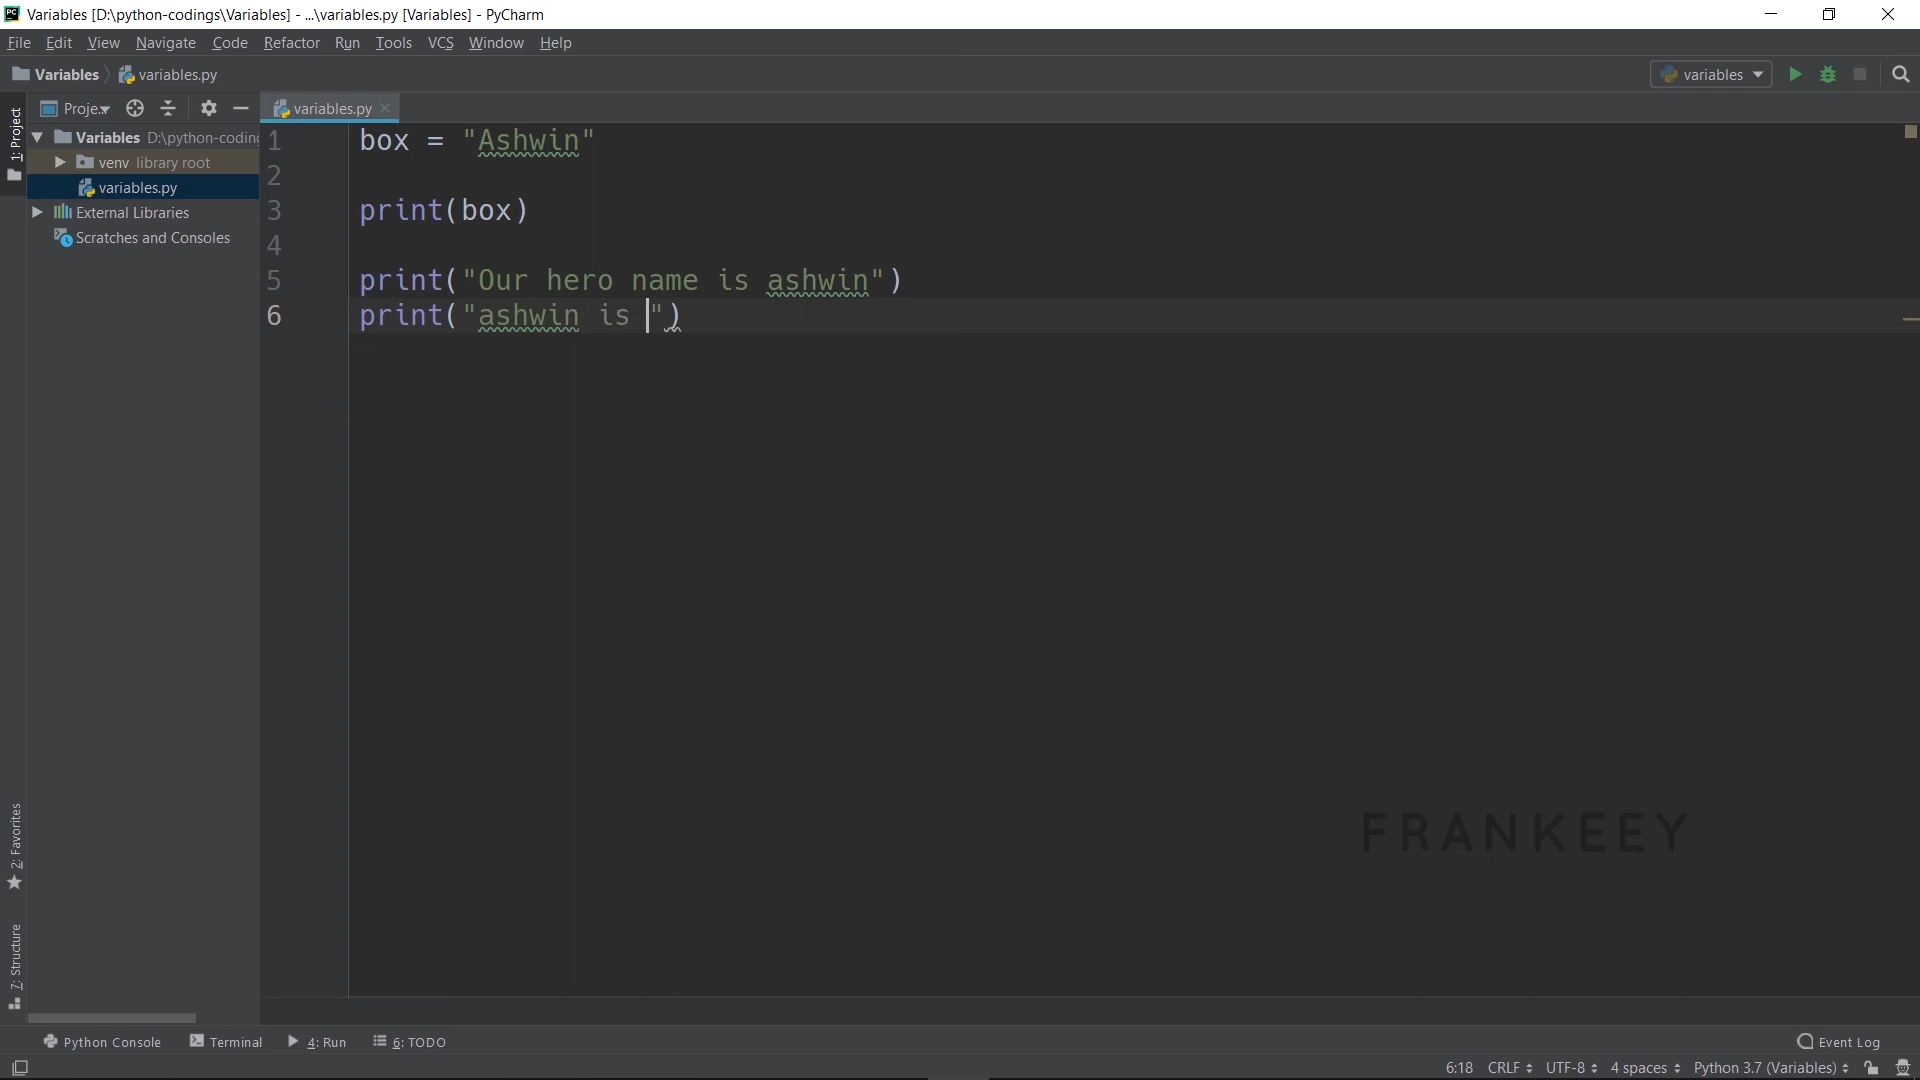 Variables [D:\python-codings\Variables] - ...\variables.py [Variables] - PyCharm
File Edit View Navigate Code Refactor Run Tools VCS Window Help
Variables variables.py variables
1: Project
Proje... variables.py
Variables D:\python-coding
venv library root
variables.py
External Libraries
Scratches and Consoles
1 box = "Ashwin"
2
3 print(box)
4
5 print("Our hero name is ashwin")
6 print("ashwin is ")
FRANKEEY
2: Favorites
7: Structure
Python Console Terminal 4: Run 6: TODO Event Log
6:18 CRLF UTF-8 4 spaces Python 3.7 (Variables)